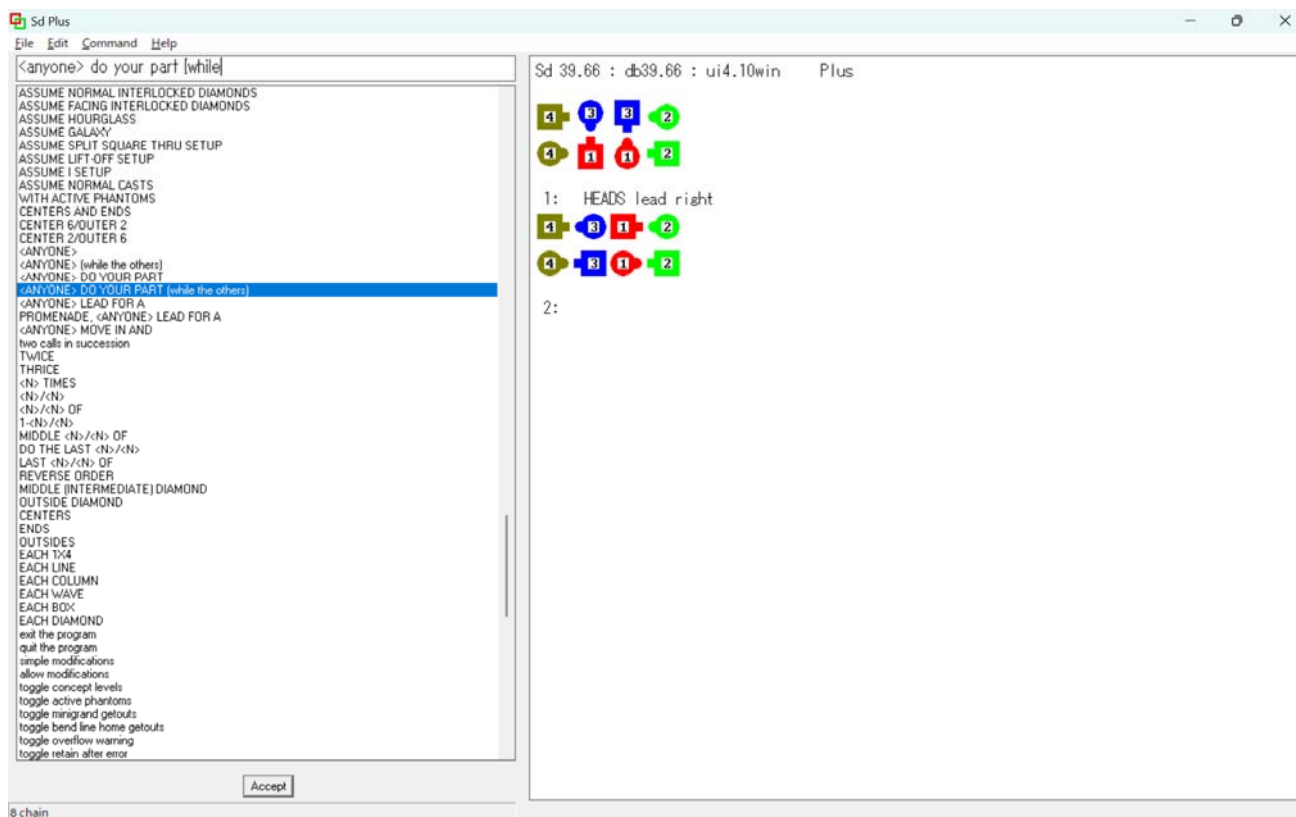 Sd Plus
File Edit Command Help
<anyone> do your part [while
ASSUME NORMAL INTERLOCKED DIAMONDS
ASSUME FACING INTERLOCKED DIAMONDS
ASSUME HOURGLASS
ASSUME GALAXY
ASSUME SPLIT SQUARE THRU SETUP
ASSUME LIFT-OFF SETUP
ASSUME I SETUP
ASSUME NORMAL CASTS
WITH ACTIVE PHANTOMS
CENTERS AND ENDS
CENTER 6/OUTER 2
CENTER 2/OUTER 6
<ANYONE>
<ANYONE> (while the others)
<ANYONE> DO YOUR PART
<ANYONE> DO YOUR PART (while the others)
<ANYONE> LEAD FOR A
PROMENADE, <ANYONE> LEAD FOR A
<ANYONE> MOVE IN AND
two calls in succession
TWICE
THRICE
<N> TIMES
<N>/<N>
<N>/<N> OF
1-<N>/<N>
MIDDLE <N>/<N> OF
DO THE LAST <N>/<N>
LAST <N>/<N> OF
REVERSE ORDER
MIDDLE (INTERMEDIATE) DIAMOND
OUTSIDE DIAMOND
CENTERS
ENDS
OUTSIDES
EACH 1X4
EACH LINE
EACH COLUMN
EACH WAVE
EACH BOX
EACH DIAMOND
exit the program
quit the program
simple modifications
allow modifications
toggle concept levels
toggle active phantoms
toggle minigrand getouts
toggle bend line home getouts
toggle overflow warning
toggle retain after error
Accept
8 chain
Sd 39.66 : db39.66 : ui4.10win Plus
4 3 3 2
4 1 1 2
1: HEADS lead right
4 3 1 2
4 3 1 2
2: